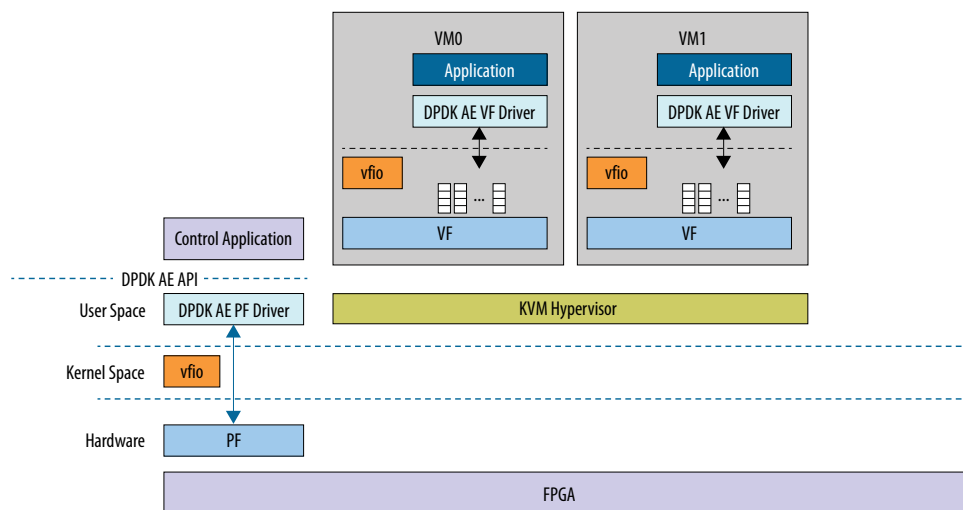 VM0
VM1
Application
Application
DPDK AE VF Driver
DPDK AE VF Driver
vfio
vfio
...
...
VF
VF
Control Application
DPDK AE API
User Space
DPDK AE PF Driver
KVM Hypervisor
Kernel Space
vfio
Hardware
PF
FPGA